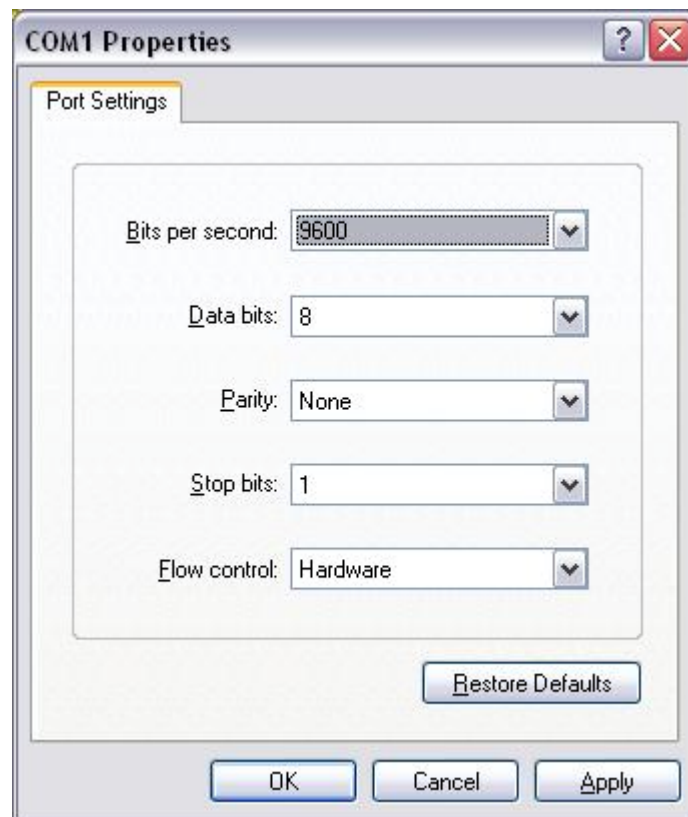 COM1 Properties
Port Settings
Bits per second: 9600
Data bits: 8
Parity: None
Stop bits: 1
Flow control: Hardware
Restore Defaults
OK Cancel Apply